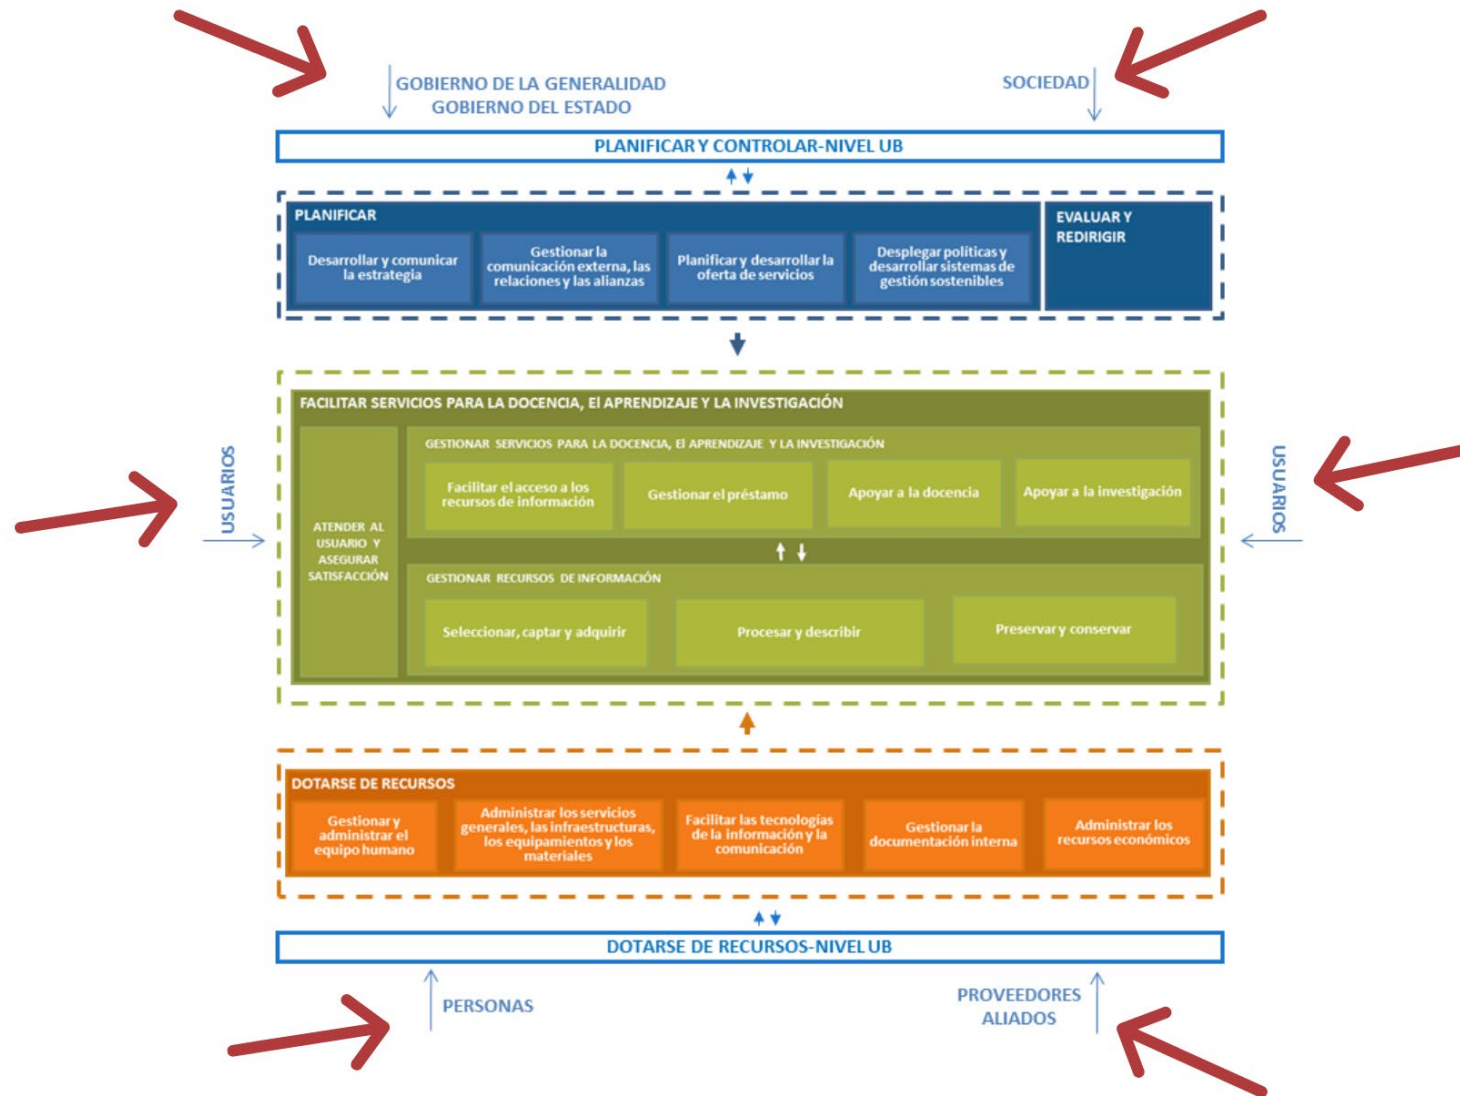 GOBIERNO DE LA GENERALIDAD
GOBIERNO DEL ESTADO
SOCIEDAD
PLANIFICAR Y CONTROLAR-NIVEL UB
PLANIFICAR
EVALUAR Y
REDIRIGIR
Desarrollar y comunicar
la estrategia
Gestionar la
comunicación externa, las
relaciones y las alianzas
Planificar y desarrollar la
oferta de servicios
Desplegar políticas y
desarrollar sistemas de
gestión sostenibles
FACILITAR SERVICIOS PARA LA DOCENCIA, El APRENDIZAJE Y LA INVESTIGACIÓN
USUARIOS
ATENDER AL
USUARIO Y
ASEGURAR
SATISFACCIÓN
GESTIONAR SERVICIOS PARA LA DOCENCIA, El APRENDIZAJE Y LA INVESTIGACIÓN
Facilitar el acceso a los
recursos de información
Gestionar el préstamo
Apoyar a la docencia
Apoyar a la investigación
GESTIONAR RECURSOS DE INFORMACIÓN
Seleccionar, captar y adquirir
Procesar y describir
Preservar y conservar
USUARIOS
DOTARSE DE RECURSOS
Gestionar y
administrar el
equipo humano
Administrar los servicios
generales, las infraestructuras,
los equipamientos y los
materiales
Facilitar las tecnologías
de la información y la
comunicación
Gestionar la
documentación interna
Administrar los
recursos económicos
DOTARSE DE RECURSOS-NIVEL UB
PERSONAS
PROVEEDORES
ALIADOS